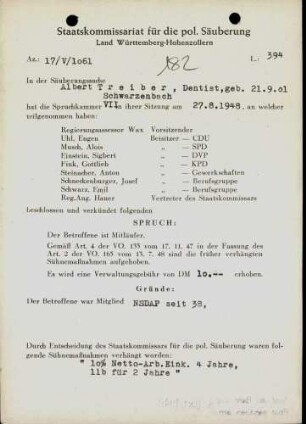 Staatskommissariat für die pol. Säuberung
Land Württemberg-Hohenzollern
Az.: 17/V/1061
182
L: 394
In der Säuberungssache
Albert Treiber, Dentist, geb. 21.9.01
Schwarzenbach
hat die Spruchkammer VII in ihrer Sitzung am 27.8.1948, an welcher
teilgenommen haben:
Regierungsassessor Wax Vorsitzender
Uhl, Eugen Beisitzer — CDU
Musch, Alois „ — SPD
Einstein, Sigbert „ — DVP
Fink, Gottlieb „ — KPD
Steinacher, Anton „ — Gewerkschaften
Schneckenburger, Josef „ — Berufsgruppe
Schwarz, Emil „ — Berufsgruppe
Reg.Ang. Hauer Vertreter des Staatskommissars
beschlossen und verkündet folgenden
SPRUCH:
Der Betroffene ist Mitläufer.
Gemäß Art. 4 der VO. 133 vom 17. 11. 47 in der Fassung des
Art. 2 der VO. 165 vom 13. 7. 48 sind die früher verhängten
Sühnemaßnahmen aufgehoben.
Es wird eine Verwaltungsgebühr von DM 10.-- erhoben.
Gründe:
Der Betroffene war Mitglied NSDAP seit 38,
Durch Entscheidung des Staatskommissars für die pol. Säuberung waren fol-
gende Sühnemaßnahmen verhängt worden:
" 10% Netto-Arb.Eink. 4 Jahre,
11b für 2 Jahre "